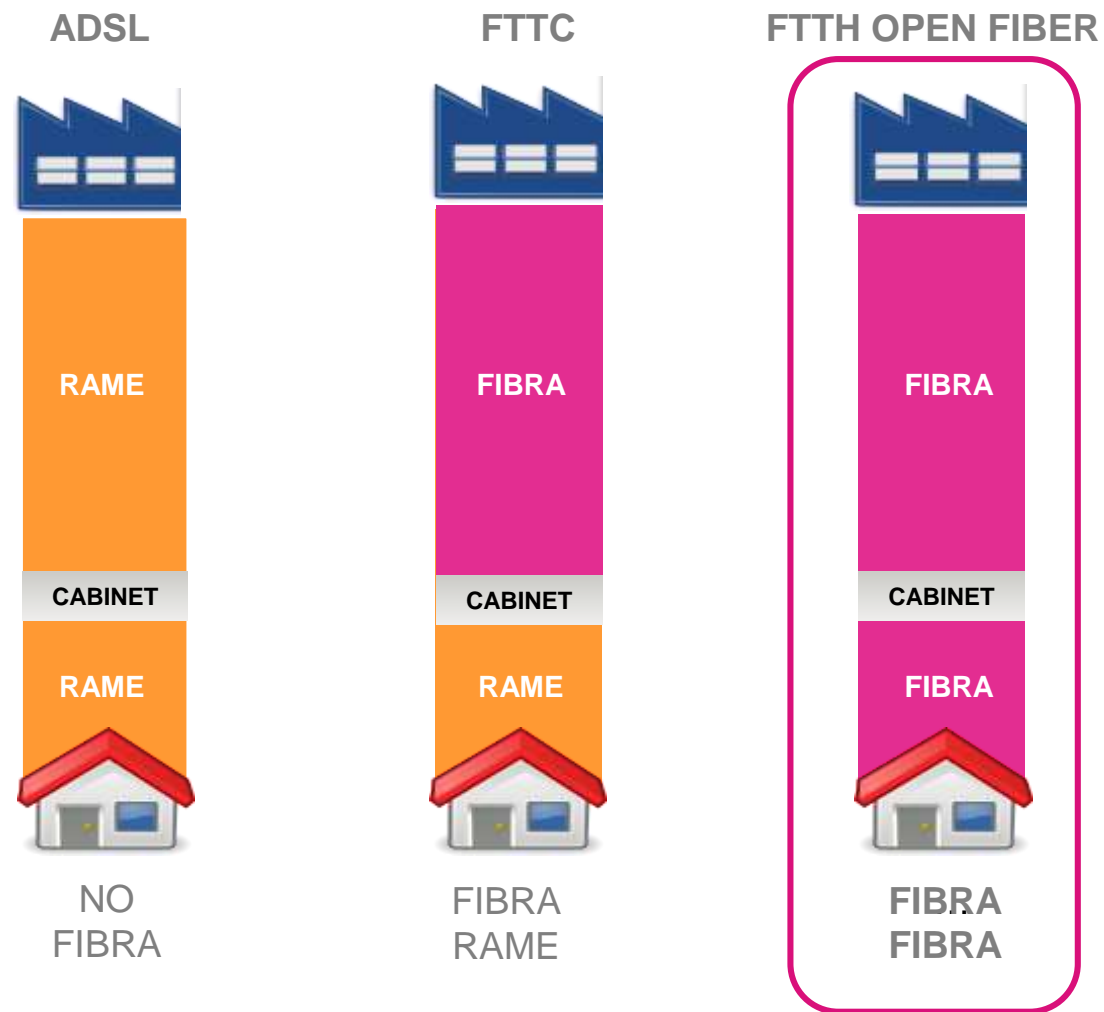 ADSL FTTC FTTH OPEN FIBER
RAME FIBRA FIBRA
CABINET CABINET CABINET
RAME RAME FIBRA
NO FIBRA FIBRA
FIBRA RAME FIBRA